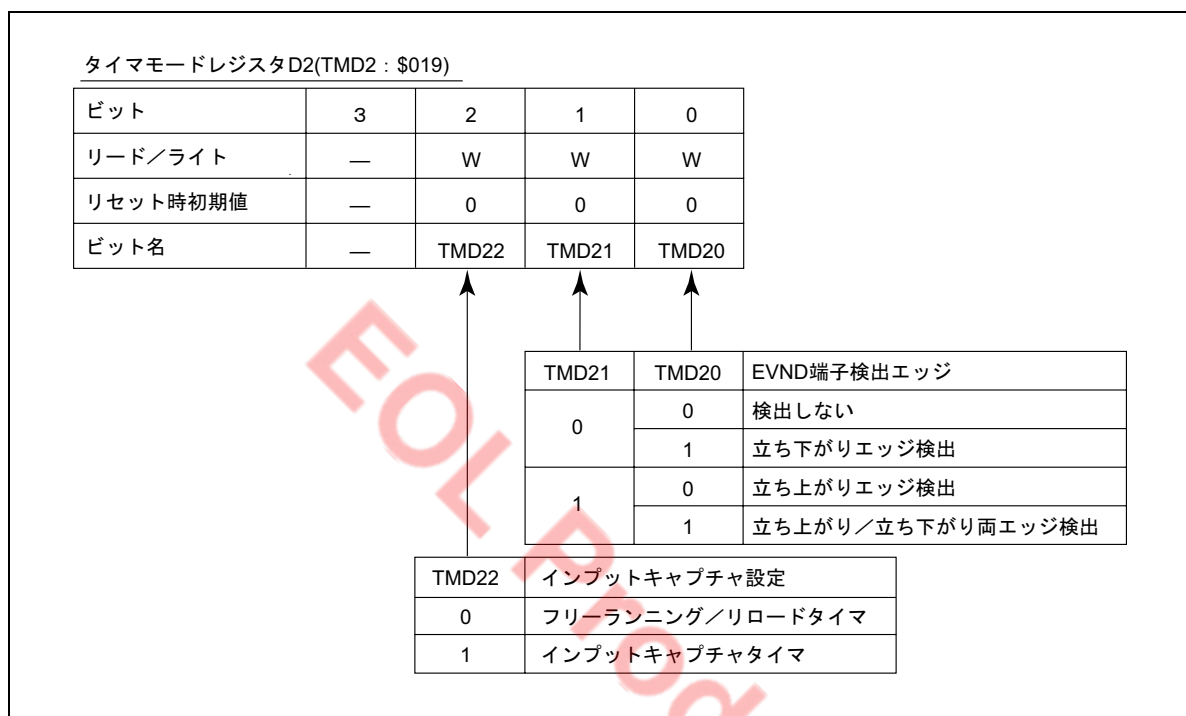 タイマモードレジスタD2(TMD2：$019)
ビット 3 2 1 0
リード／ライト — W W W
リセット時初期値 — 0 0 0
ビット名 — TMD22 TMD21 TMD20
TMD21 TMD20 EVND端子検出エッジ
0 0 検出しない
1 立ち下がりエッジ検出
1 0 立ち上がりエッジ検出
1 立ち上がり／立ち下がり両エッジ検出
TMD22 インプットキャプチャ設定
0 フリーランニング／リロードタイマ
1 インプットキャプチャタイマ
EOL Prod